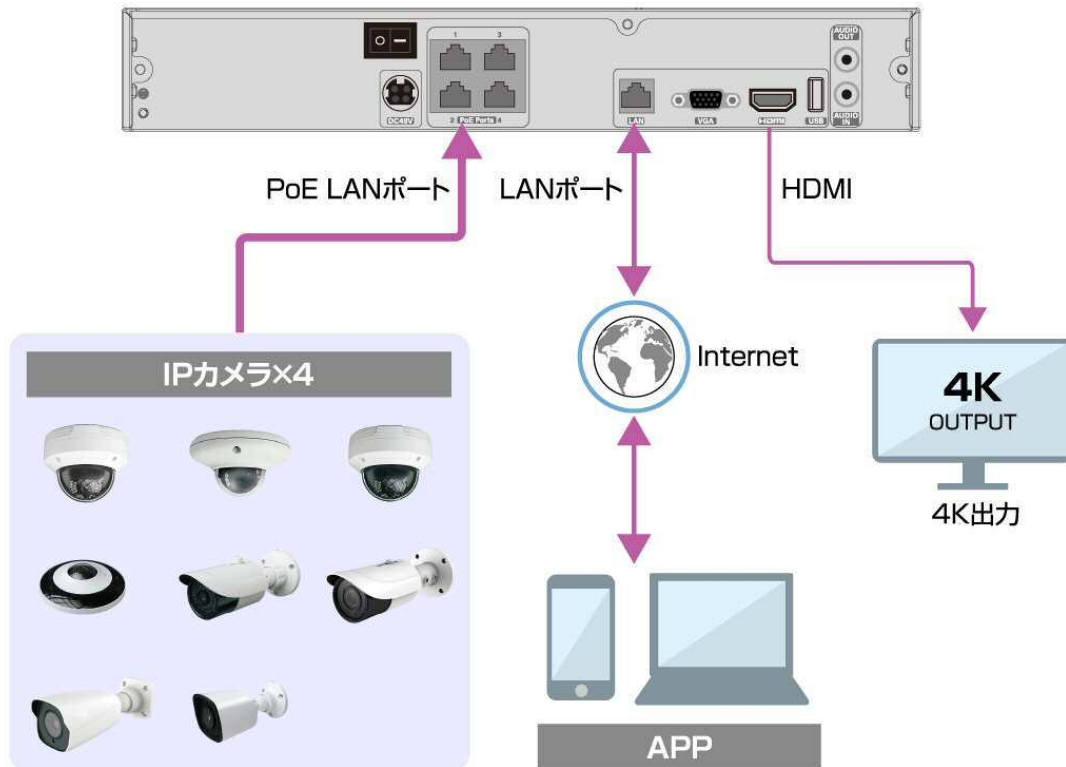 1 3
DC48V
2 PoE Ports 4
LAN
VGA
HDMI
USB
AUDIO
OUT
AUDIO
IN
PoE LANポート
LANポート
HDMI
Internet
IPカメラ×4
4K
OUTPUT
4K出力
APP